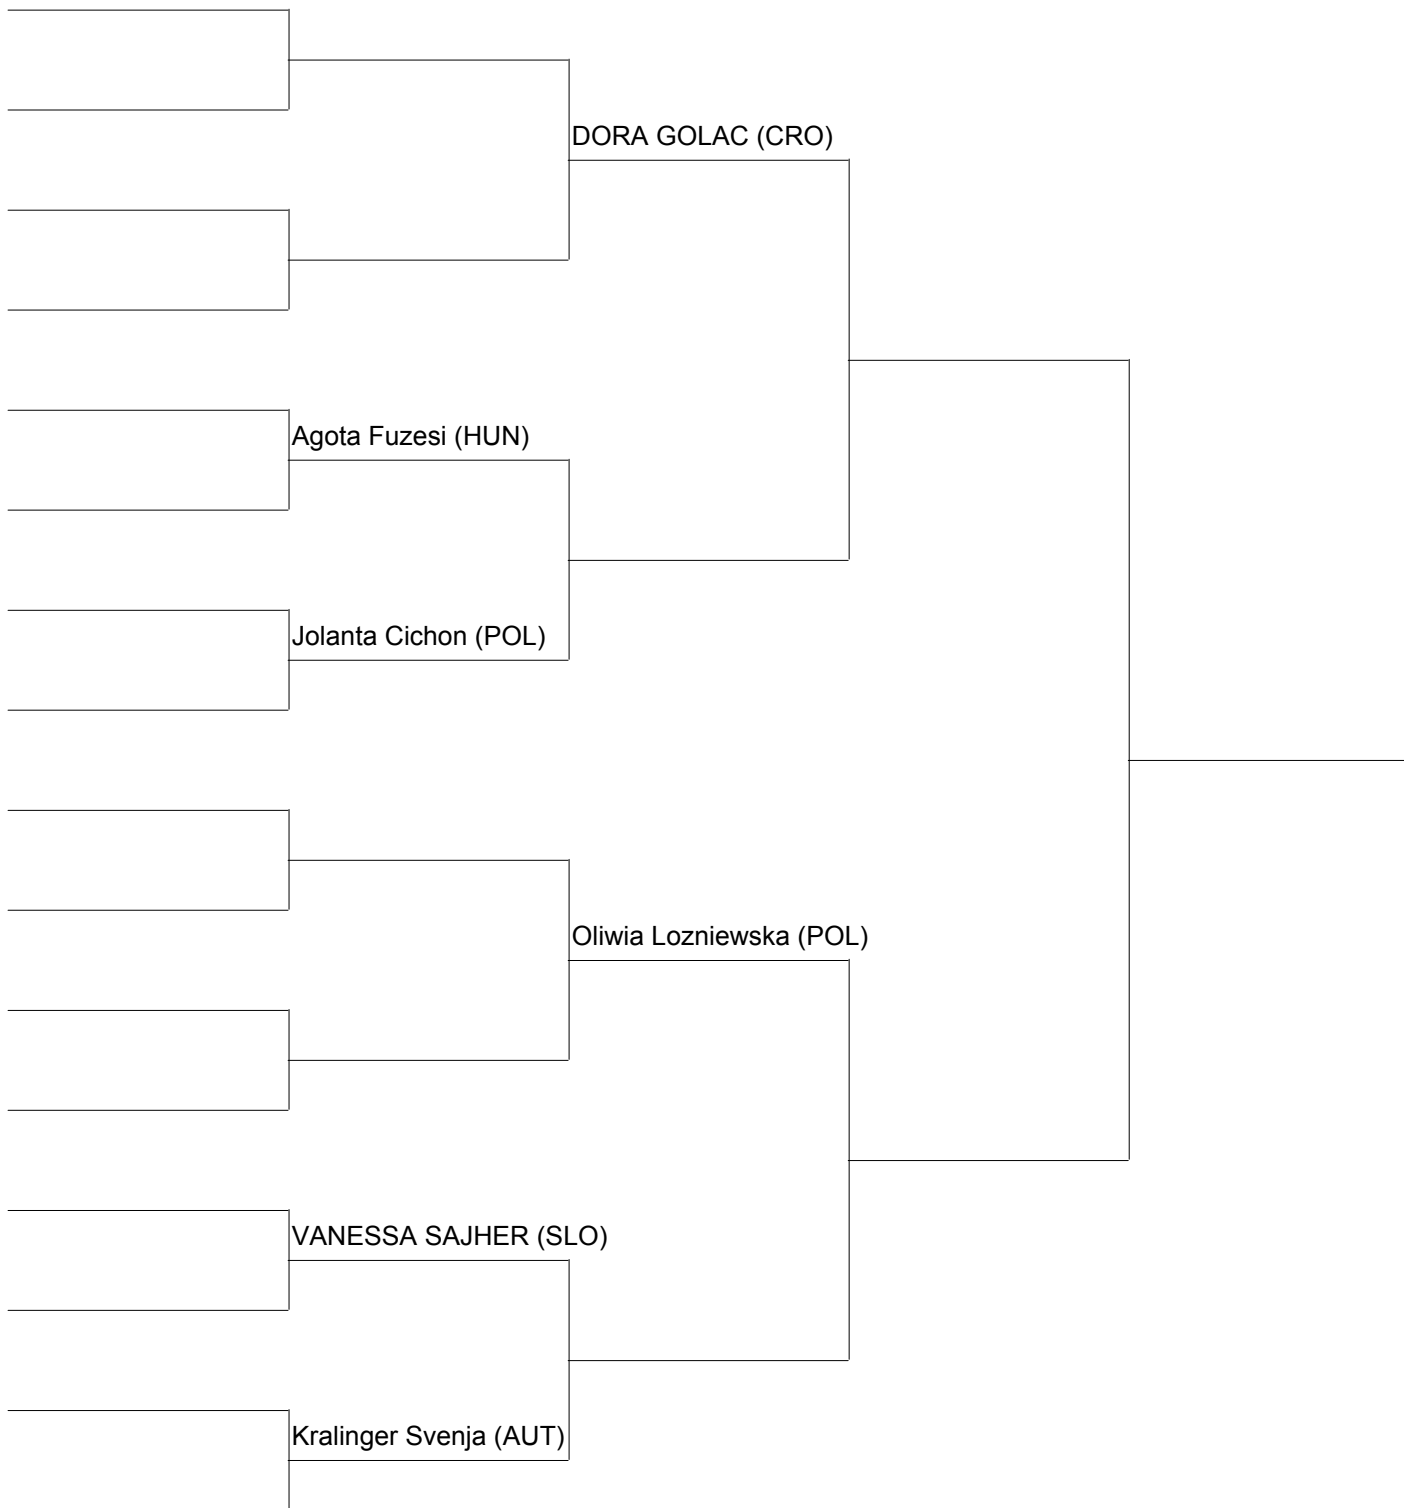 DORA GOLAC (CRO)
Agota Fuzesi (HUN)
Jolanta Cichon (POL)
Oliwia Lozniewska (POL)
VANESSA SAJHER (SLO)
Kralinger Svenja (AUT)